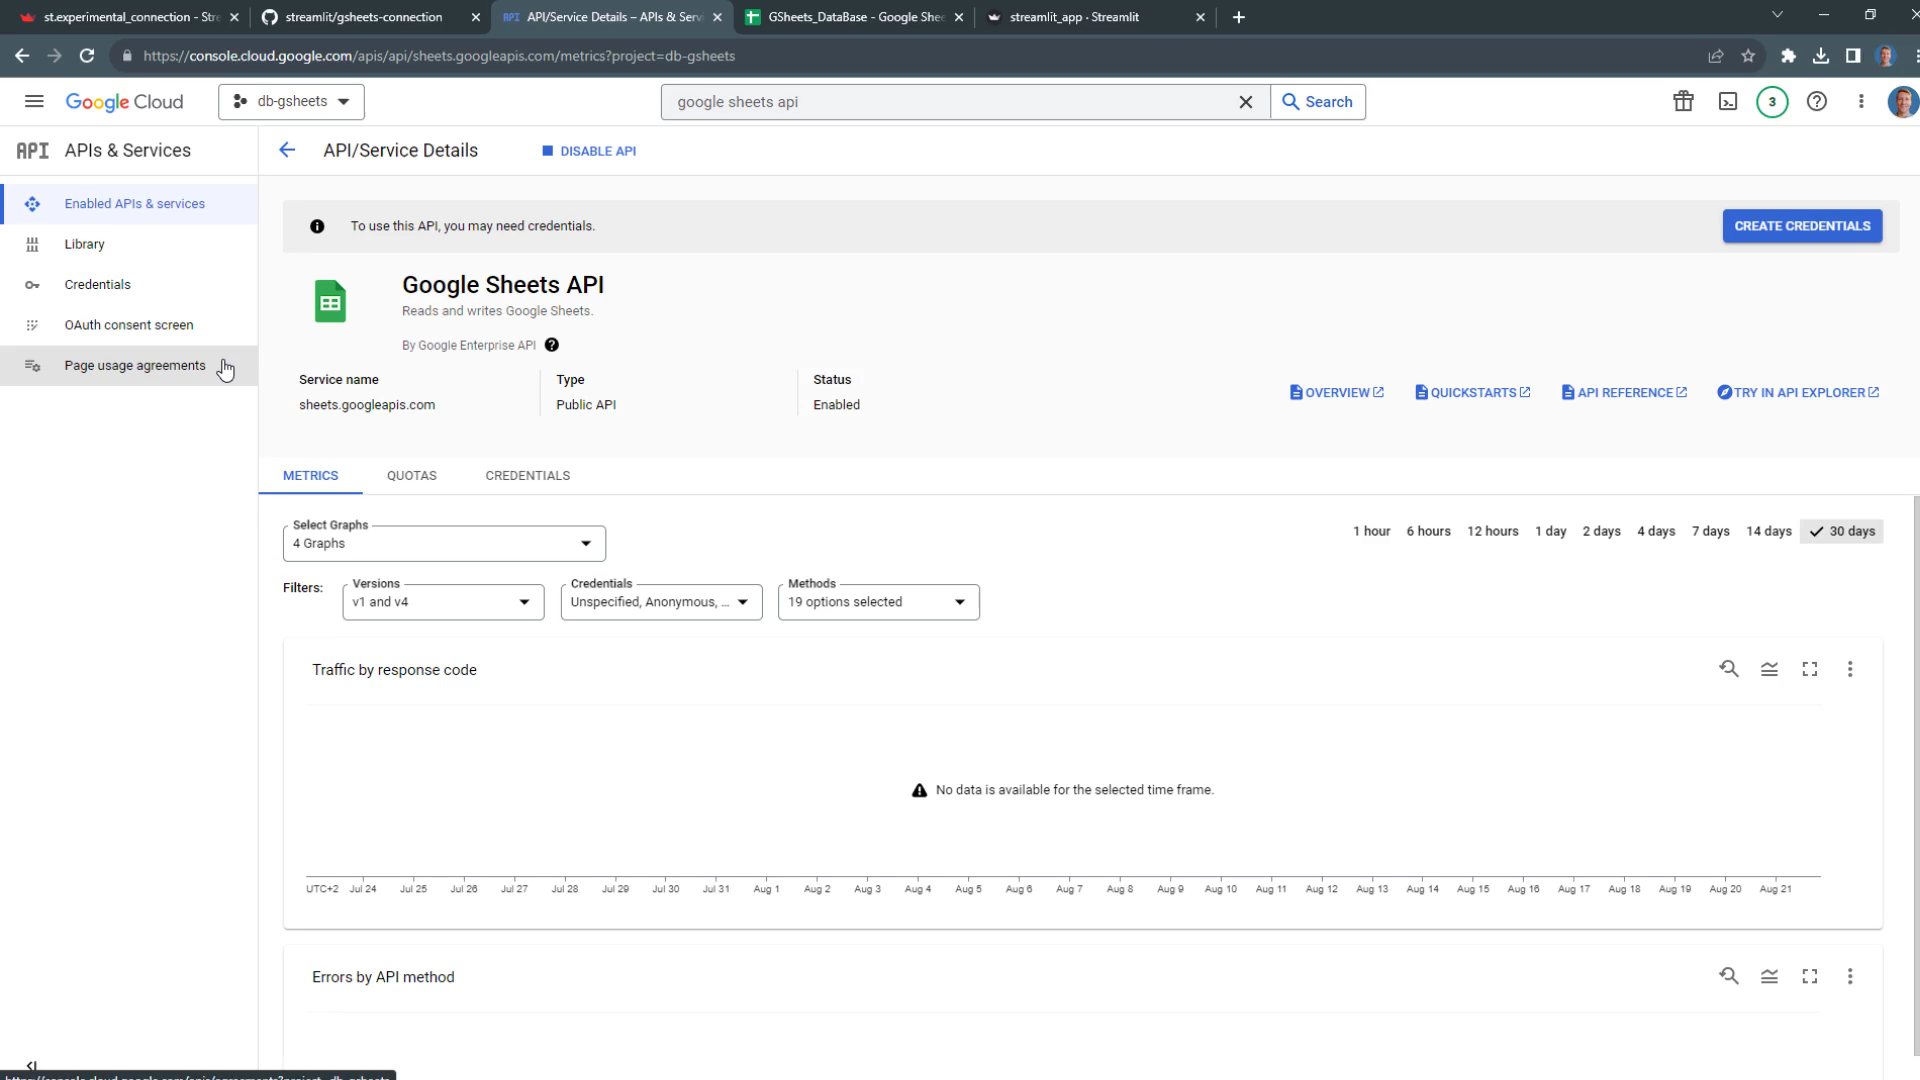 st.experimental_connection - Stre
streamlit/gsheets-connection
API API/Service Details – APIs & Serv
GSheets_DataBase - Google Shee
streamlit_app · Streamlit
https://console.cloud.google.com/apis/api/sheets.googleapis.com/metrics?project=db-gsheets
Google Cloud
db-gsheets
google sheets api
Search
3
API APIs & Services
API/Service Details
DISABLE API
Enabled APIs & services
Library
Credentials
OAuth consent screen
Page usage agreements
To use this API, you may need credentials.
CREATE CREDENTIALS
Google Sheets API
Reads and writes Google Sheets.
By Google Enterprise API
Service name
sheets.googleapis.com
Type
Public API
Status
Enabled
OVERVIEW
QUICKSTARTS
API REFERENCE
TRY IN API EXPLORER
METRICS
QUOTAS
CREDENTIALS
Select Graphs
4 Graphs
1 hour 6 hours 12 hours 1 day 2 days 4 days 7 days 14 days 30 days
Filters:
Versions
v1 and v4
Credentials
Unspecified, Anonymous, ...
Methods
19 options selected
Traffic by response code
No data is available for the selected time frame.
UTC+2 Jul 24 Jul 25 Jul 26 Jul 27 Jul 28 Jul 29 Jul 30 Jul 31 Aug 1 Aug 2 Aug 3 Aug 4 Aug 5 Aug 6 Aug 7 Aug 8 Aug 9 Aug 10 Aug 11 Aug 12 Aug 13 Aug 14 Aug 15 Aug 16 Aug 17 Aug 18 Aug 19 Aug 20 Aug 21
Errors by API method